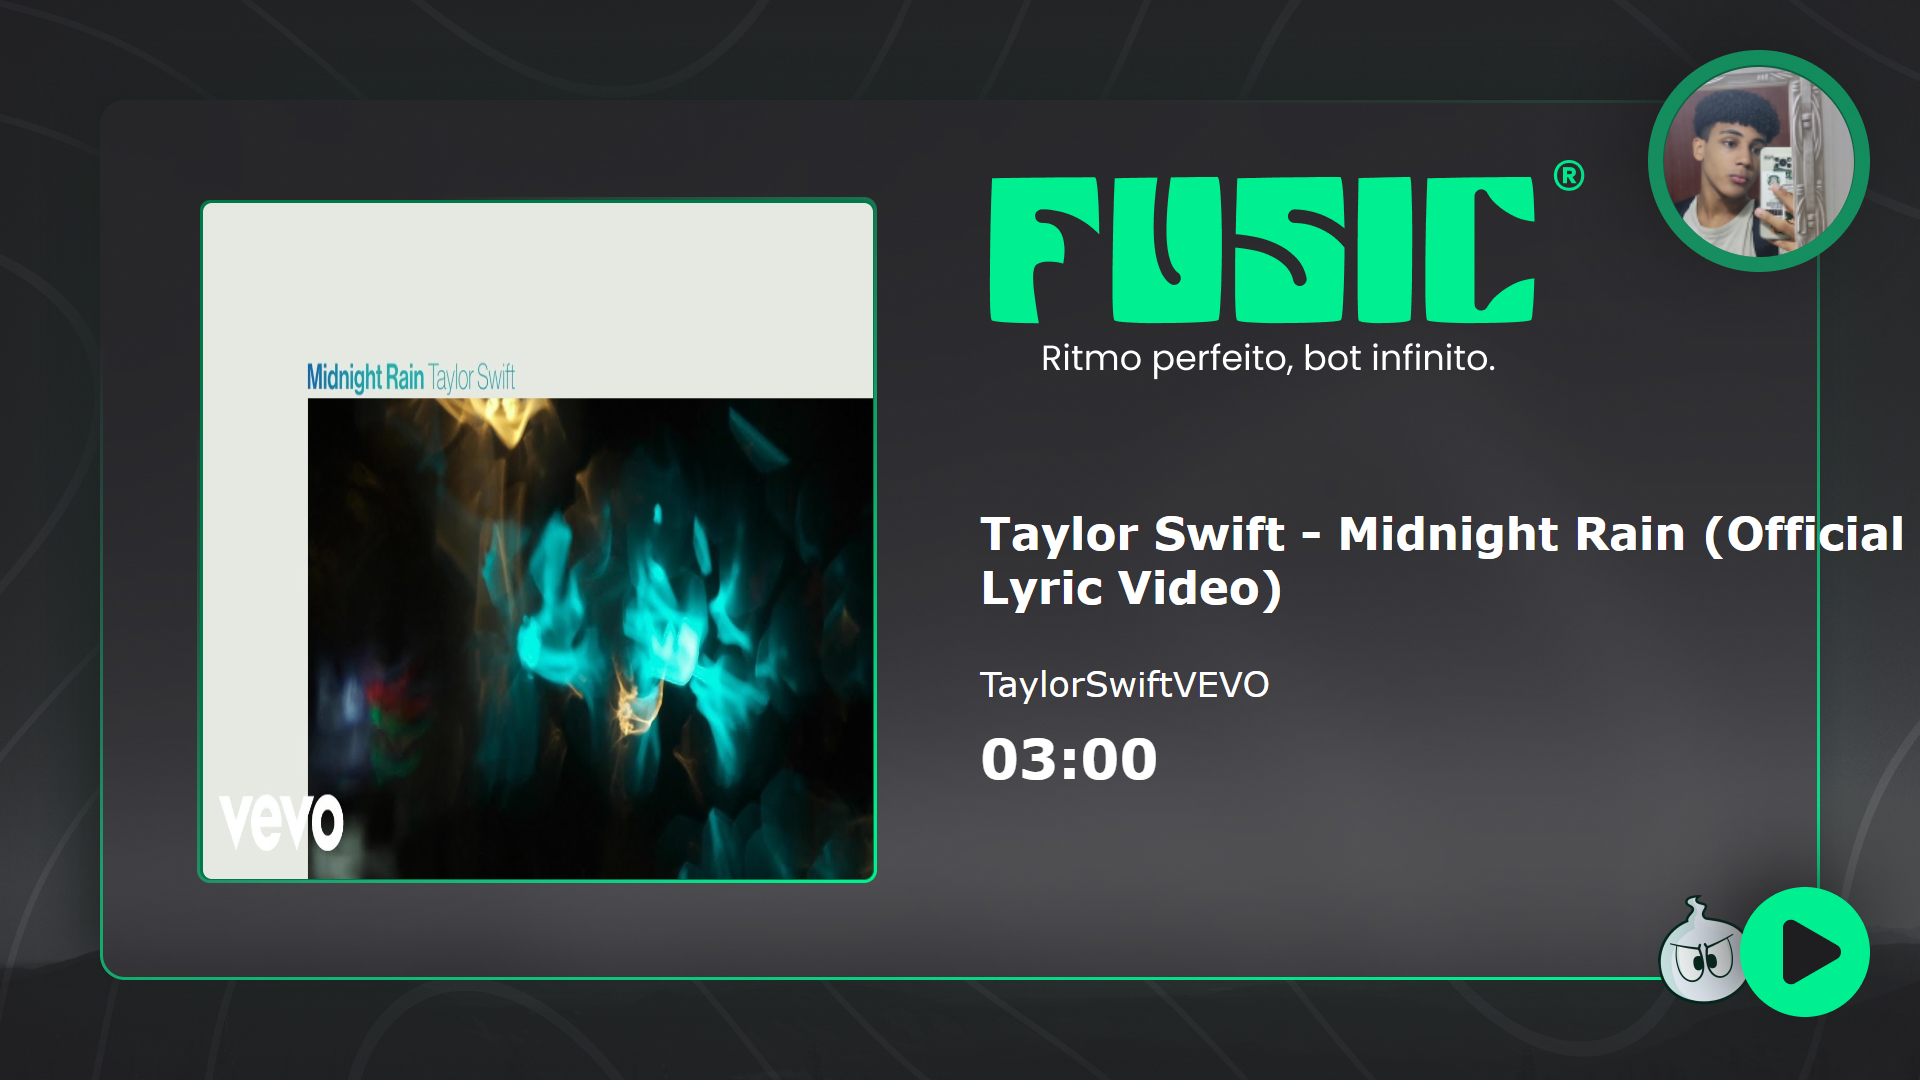 FUSIC®
Ritmo perfeito, bot infinito.
Midnight Rain Taylor Swift
vevo
Taylor Swift - Midnight Rain (Official
Lyric Video)
TaylorSwiftVEVO
03:00